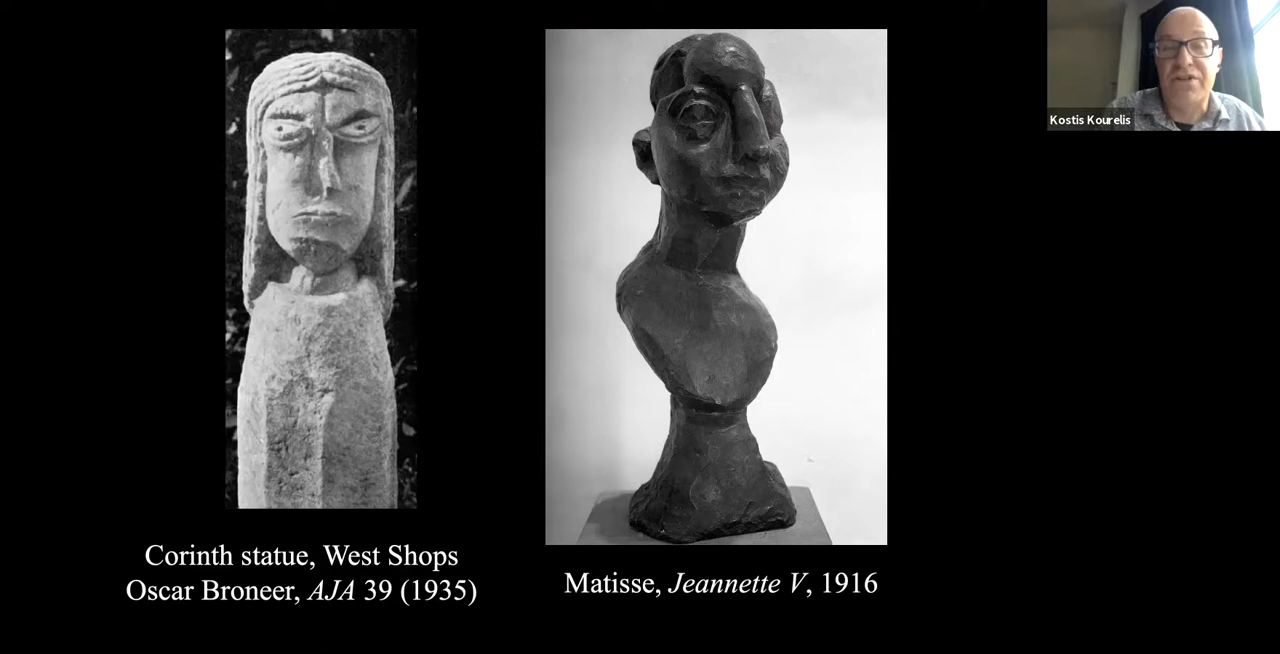 Kostis Kourelis
Corinth statue, West Shops
Oscar Broneer, AJA 39 (1935)
Matisse, Jeannette V, 1916